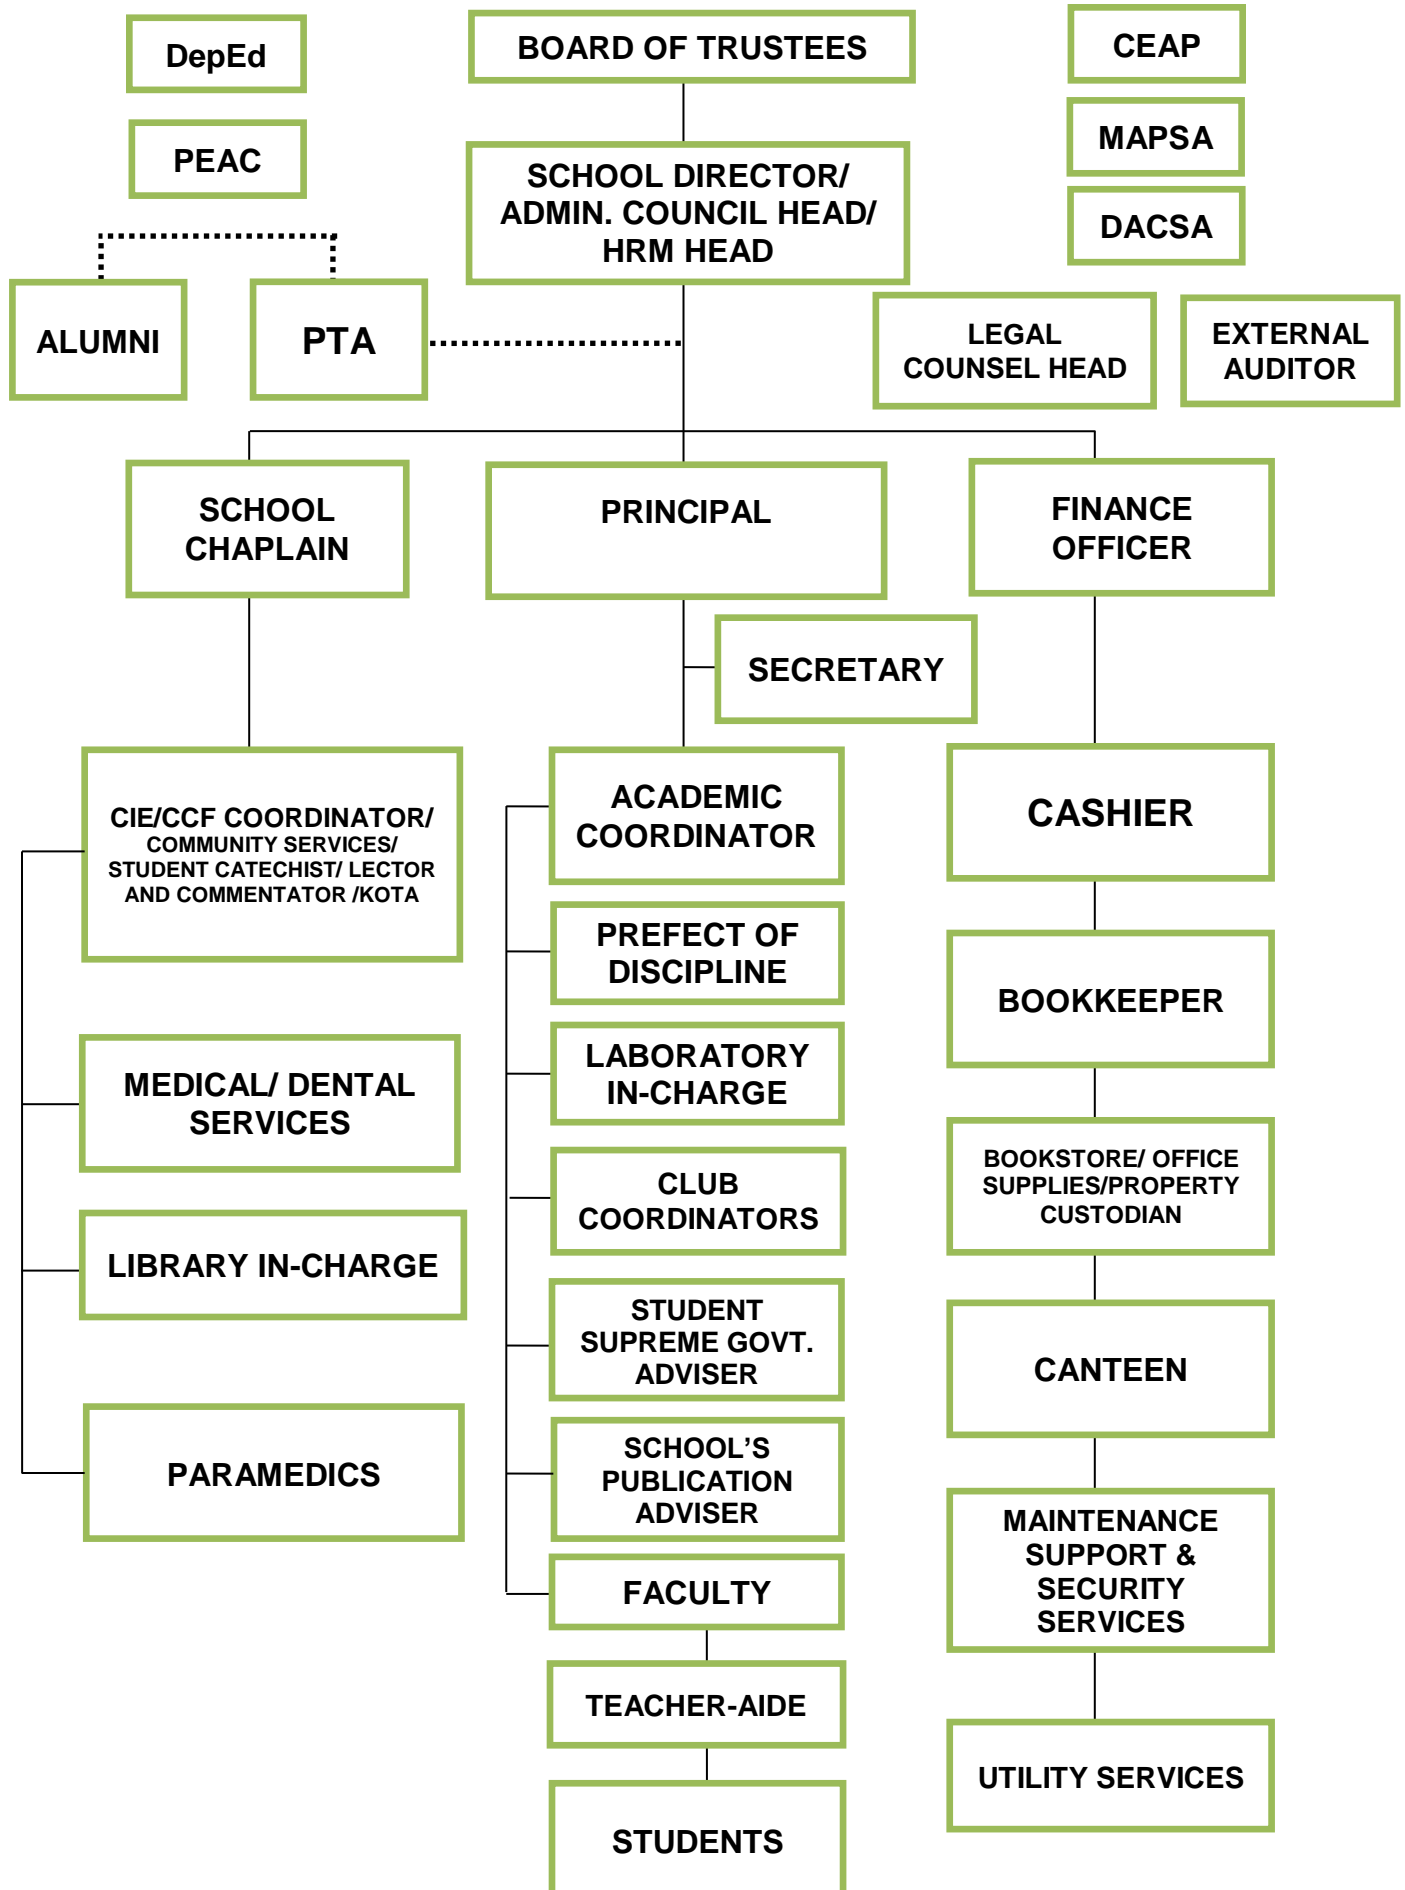 DepEd
BOARD OF TRUSTEES
CEAP
PEAC
MAPSA
SCHOOL DIRECTOR/
ADMIN. COUNCIL HEAD/
HRM HEAD
DACSA
ALUMNI
PTA
LEGAL
COUNSEL HEAD
EXTERNAL
AUDITOR
SCHOOL
CHAPLAIN
PRINCIPAL
FINANCE
OFFICER
SECRETARY
CIE/CCF COORDINATOR/
COMMUNITY SERVICES/
STUDENT CATECHIST/ LECTOR
AND COMMENTATOR /KOTA
MEDICAL/ DENTAL
SERVICES
LIBRARY IN-CHARGE
PARAMEDICS
ACADEMIC
COORDINATOR
PREFECT OF
DISCIPLINE
LABORATORY
IN-CHARGE
CLUB
COORDINATORS
STUDENT
SUPREME GOVT.
ADVISER
SCHOOL’S
PUBLICATION
ADVISER
FACULTY
TEACHER-AIDE
STUDENTS
CASHIER
BOOKKEEPER
BOOKSTORE/ OFFICE
SUPPLIES/PROPERTY
CUSTODIAN
CANTEEN
MAINTENANCE
SUPPORT &
SECURITY
SERVICES
UTILITY SERVICES